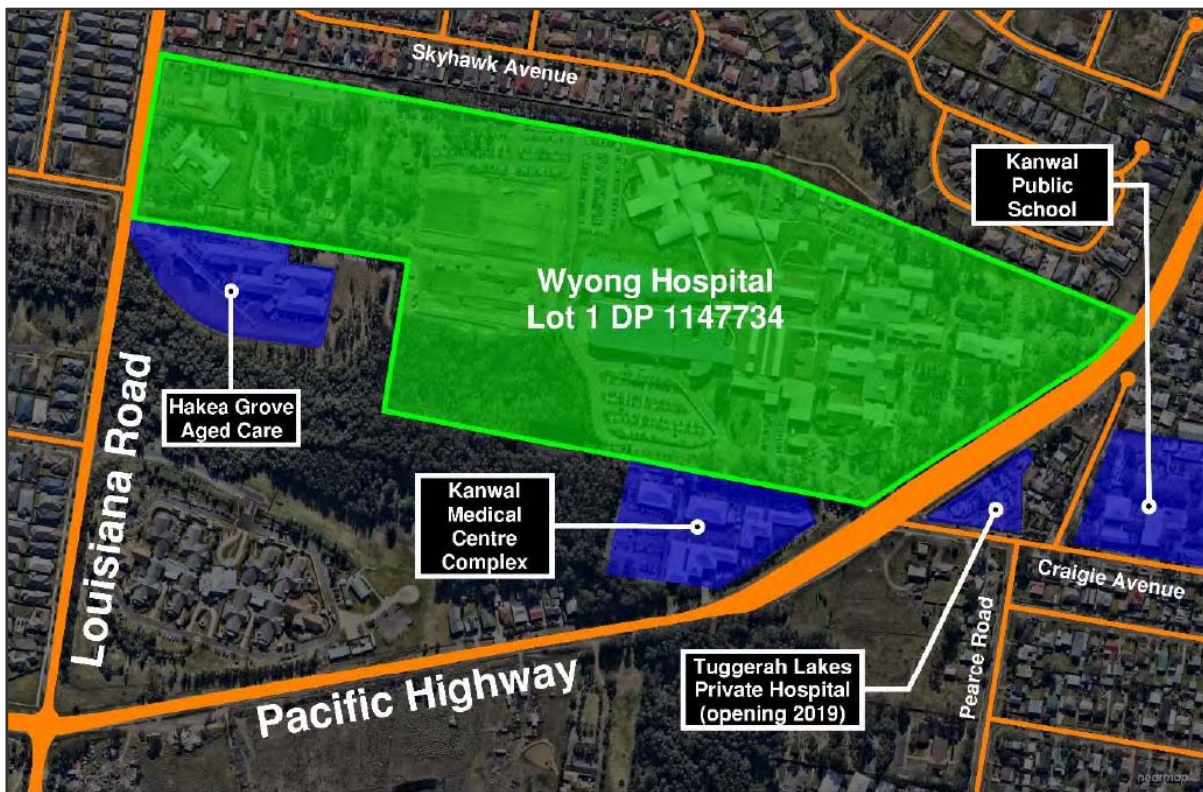 Skyhawk Avenue
Kanwal
Public
School
Wyong Hospital
Lot 1 DP 1147734
Hakea Grove
Aged Care
Louisiana Road
Kanwal
Medical
Centre
Complex
Craigie Avenue
Pearce Road
Tuggerah Lakes
Private Hospital
(opening 2019)
Pacific Highway
nearmap